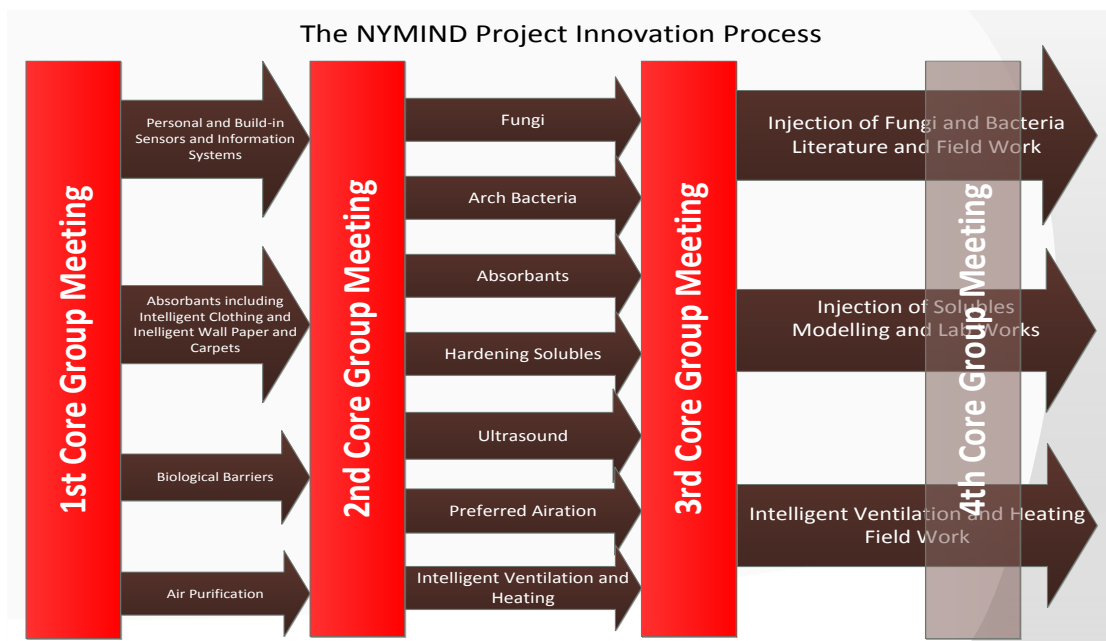 The NYMIND Project Innovation Process
1st Core Group Meeting
Personal and Build-in
Sensors and Information
Systems
Absorbants including
Intelligent Clothing and
Inelligent Wall Paper and
Carpets
Biological Barriers
Air Purification
2nd Core Group Meeting
Fungi
Arch Bacteria
Absorbants
Hardening Solubles
Ultrasound
Preferred Airation
Intelligent Ventilation and
Heating
3rd Core Group Meeting
Injection of Fungi and Bacteria
Literature and Field Work
Injection of Solubles
Modelling and Lab Works
Intelligent Ventilation and Heating
Field Work
4th Core Group Meeting